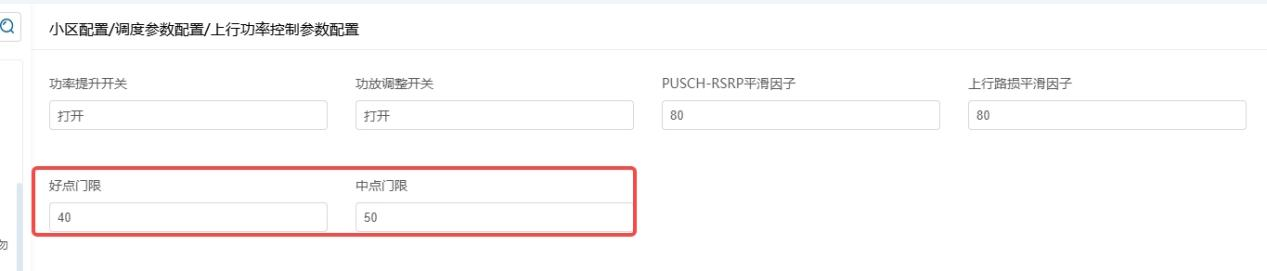 小区配置/调度参数配置/上行功率控制参数配置
功率提升开关 功放调整开关 PUSCH-RSRP平滑因子 上行路损平滑因子
打开 打开 80 80
好点门限 中点门限
40 50